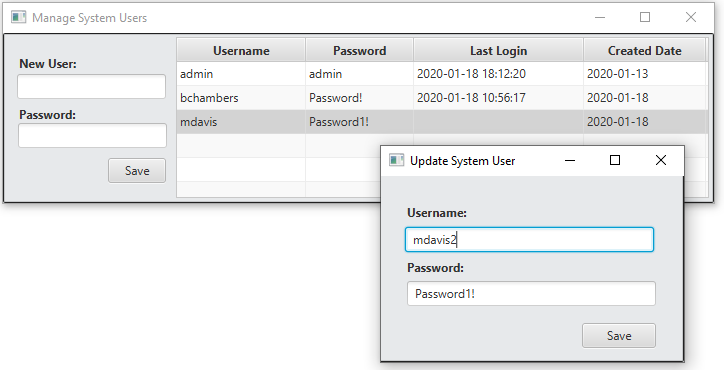 Manage System Users
New User:
Password:
Save
Username Password Last Login Created Date
admin admin 2020-01-18 18:12:20 2020-01-13
bchambers Password! 2020-01-18 10:56:17 2020-01-18
mdavis Password1! 2020-01-18
Update System User
Username:
mdavis2
Password:
Password1!
Save